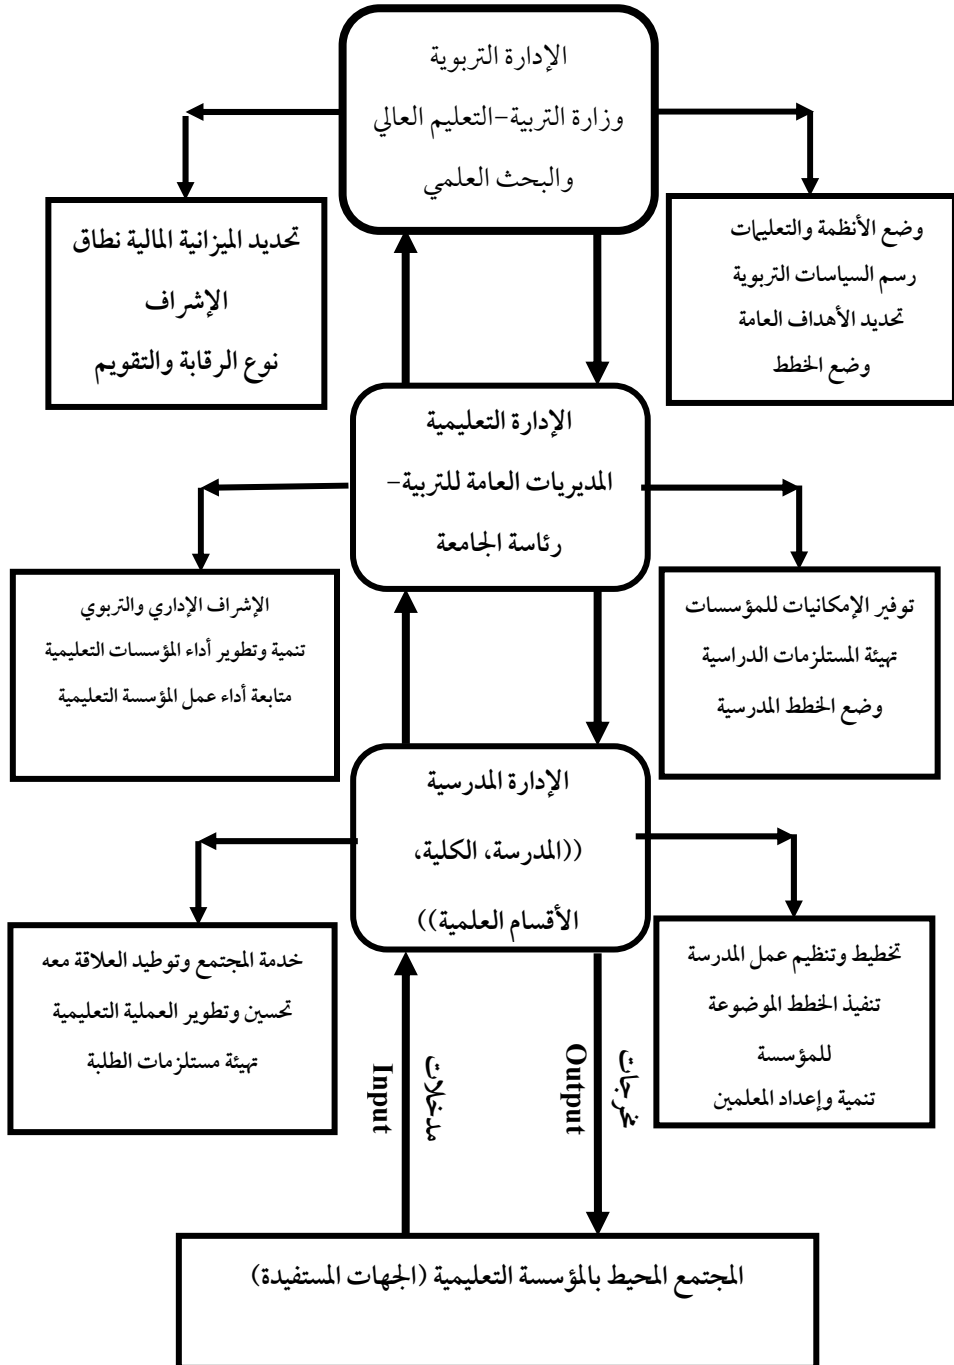 الإدارة التربوية
وزارة التربية-التعليم العالي
والبحث العلمي
وضع الأنظمة والتعليمات
رسم السياسات التربوية
تحديد الأهداف العامة
وضع الخطط
تحديد الميزانية المالية نطاق
الإشراف
نوع الرقابة والتقويم
الإدارة التعليمية
المديريات العامة للتربية-
رئاسة الجامعة
توفير الإمكانيات للمؤسسات
تهيئة المستلزمات الدراسية
وضع الخطط المدرسية
الإشراف الإداري والتربوي
تنمية وتطوير أداء المؤسسات التعليمية
متابعة أداء عمل المؤسسة التعليمية
الإدارة المدرسية
((المدرسة، الكلية،
الأقسام العلمية))
تخطيط وتنظيم عمل المدرسة
تنفيذ الخطط الموضوعة
للمؤسسة
تنمية وإعداد المعلمين
خدمة المجتمع وتوطيد العلاقة معه
تحسين وتطوير العملية التعليمية
تهيئة مستلزمات الطلبة
مخرجات
Output
مدخلات
Input
المجتمع المحيط بالمؤسسة التعليمية (الجهات المستفيدة)